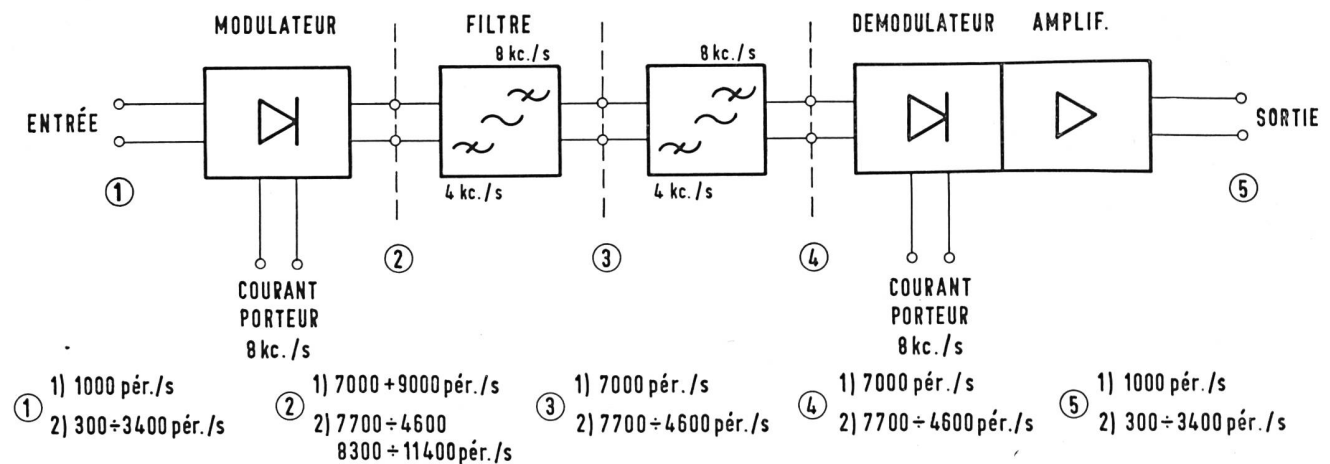 MODULATEUR
FILTRE
DEMODULATEUR
AMPLIF.
8 kc./s
8 kc./s
ENTRÉE
SORTIE
4 kc./s
4 kc./s
①
②
③
④
⑤
COURANT
PORTEUR
8 kc./s
COURANT
PORTEUR
8 kc./s
① 1) 1000 pér./s
2) 300÷3400 pér./s
② 1) 7000 + 9000 pér./s
2) 7700÷4600
8300÷11400 pér./s
③ 1) 7000 pér./s
2) 7700÷4600 pér./s
④ 1) 7000 pér./s
2) 7700÷4600 pér./s
⑤ 1) 1000 pér./s
2) 300÷3400 pér./s